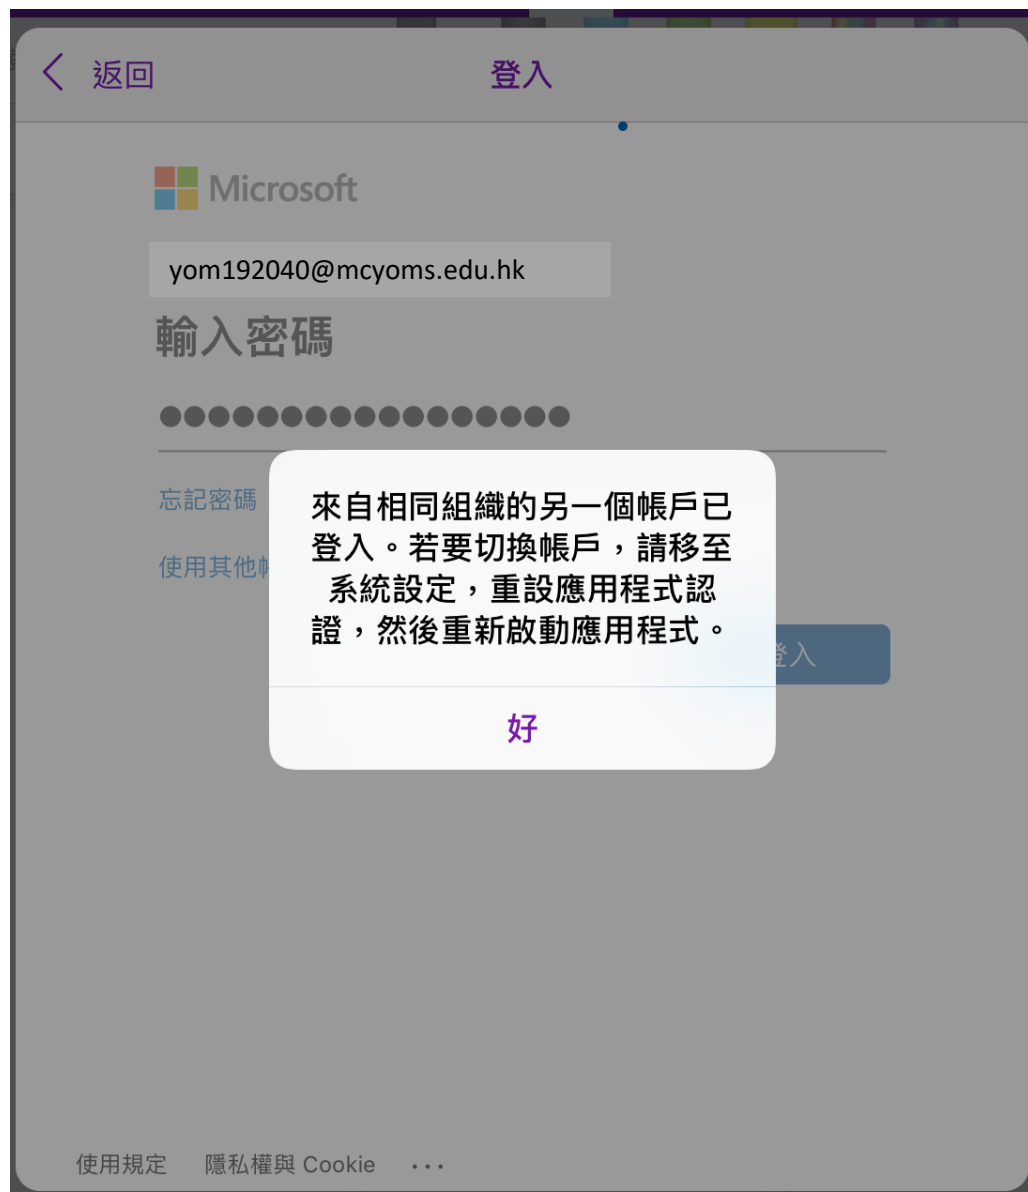 返回
登入
Microsoft
yom192040@mcyoms.edu.hk
輸入密碼
忘記密碼
使用其他帳
來自相同組織的另一個帳戶已
登入。若要切換帳戶，請移至
系統設定，重設應用程式認
證，然後重新啟動應用程式。
登入
好
使用規定 隱私權與 Cookie ...